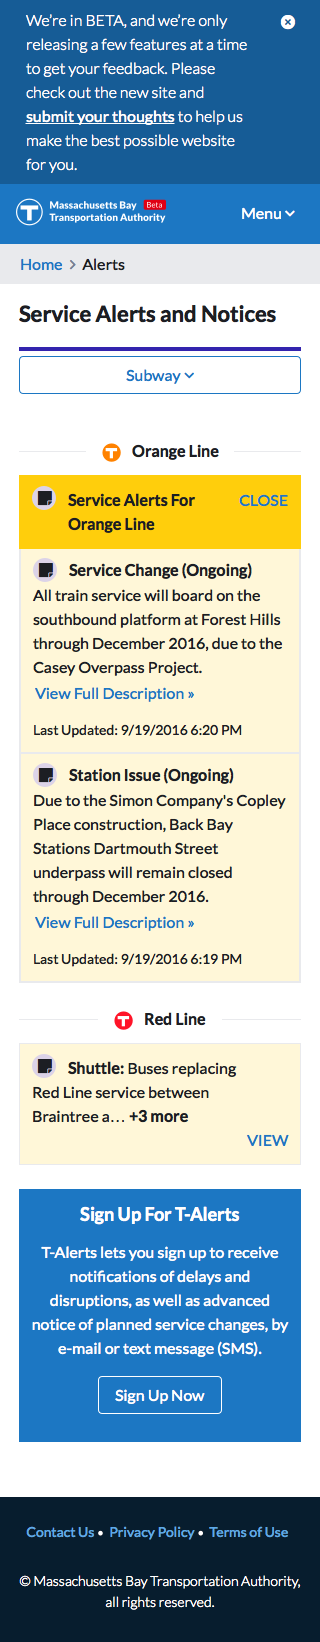 We're in BETA, and we're only
releasing a few features at a time
to get your feedback. Please
check out the new site and
submit your thoughts to help us
make the best possible website
for you.
T Massachusetts Bay Beta
Transportation Authority
Menu
Home > Alerts
Service Alerts and Notices
Subway
T Orange Line
Service Alerts For CLOSE
Orange Line
Service Change (Ongoing)
All train service will board on the
southbound platform at Forest Hills
through December 2016, due to the
Casey Overpass Project.
View Full Description »
Last Updated: 9/19/2016 6:20 PM
Station Issue (Ongoing)
Due to the Simon Company's Copley
Place construction, Back Bay
Stations Dartmouth Street
underpass will remain closed
through December 2016.
View Full Description »
Last Updated: 9/19/2016 6:19 PM
T Red Line
Shuttle: Buses replacing
Red Line service between
Braintree a… +3 more
VIEW
Sign Up For T-Alerts
T-Alerts lets you sign up to receive
notifications of delays and
disruptions, as well as advanced
notice of planned service changes, by
e-mail or text message (SMS).
Sign Up Now
Contact Us • Privacy Policy • Terms of Use
© Massachusetts Bay Transportation Authority,
all rights reserved.